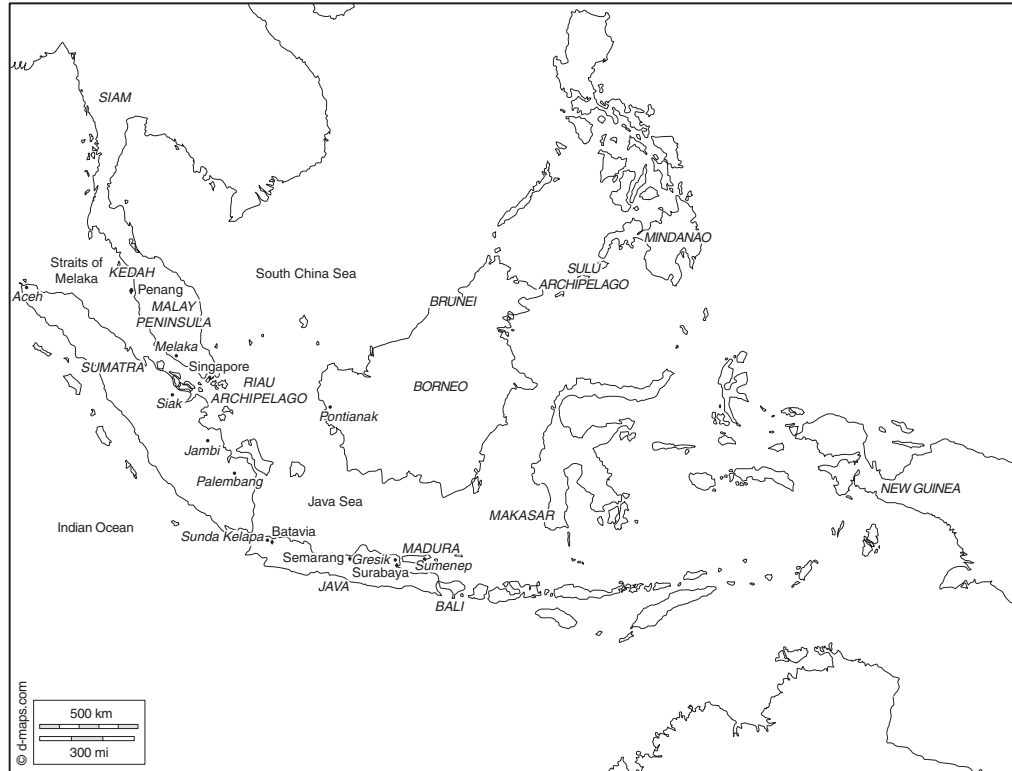 SIAM
Straits of
Melaka
KEDAH
South China Sea
Penang
Aceh
MALAY
PENINSULA
BRUNEI
SULU
ARCHIPELAGO
MINDANAO
Melaka
Singapore
SUMATRA
RIAU
ARCHIPELAGO
BORNEO
Siak
Pontianak
Jambi
Palembang
NEW GUINEA
Java Sea
MAKASAR
Indian Ocean
Sunda Kelapa
Batavia
Semarang
Gresik
MADURA
Sumenep
Surabaya
JAVA
BALI
500 km
300 mi
© d-maps.com